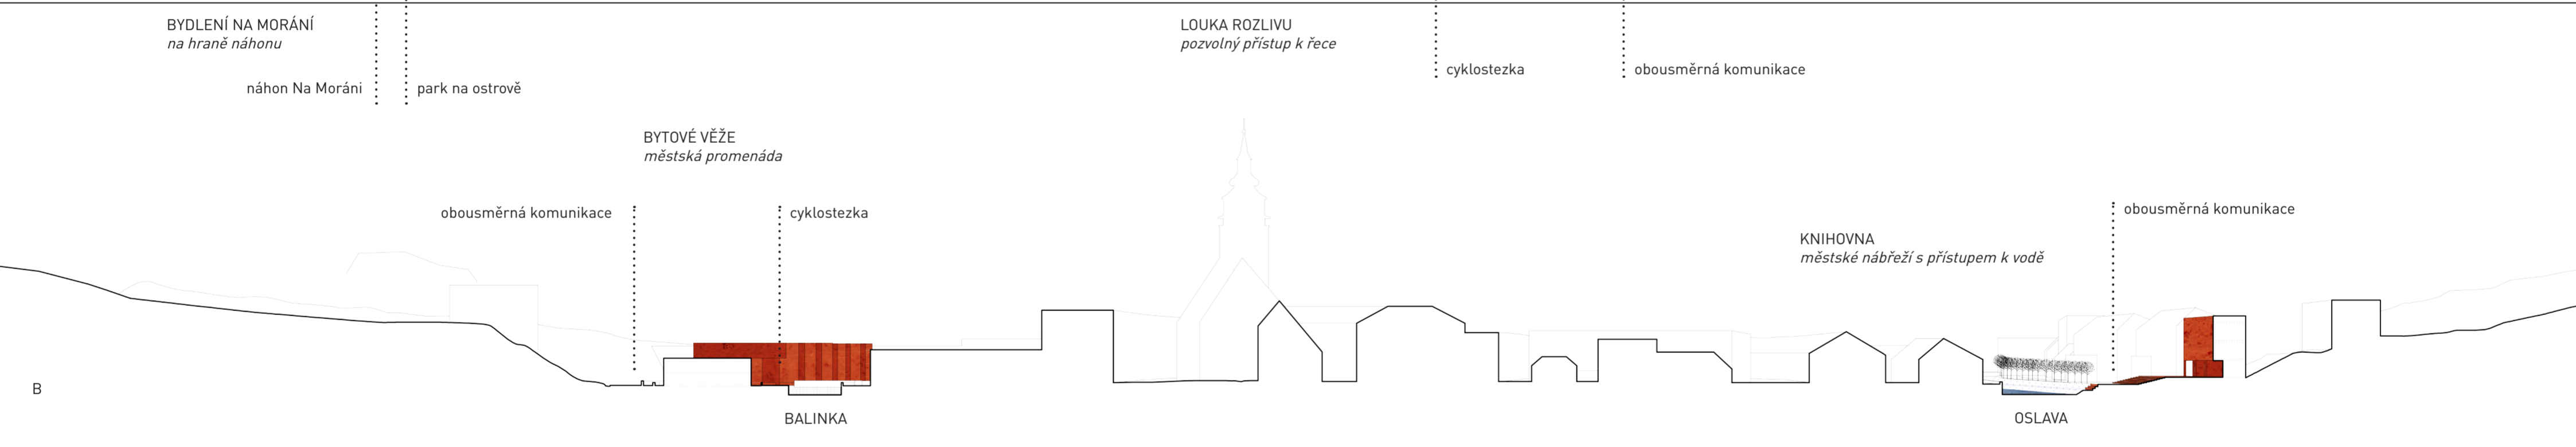 BYDLENÍ NA MORÁNÍ
na hraně náhonu
náhon Na Moráni
park na ostrově
LOUKA ROZLIVU
pozvolný přístup k řece
cyklostezka
obousměrná komunikace
BYTOVÉ VĚŽE
městská promenáda
obousměrná komunikace
cyklostezka
KNIHOVNA
městské nábřeží s přístupem k vodě
obousměrná komunikace
B
BALINKA
OSLAVA